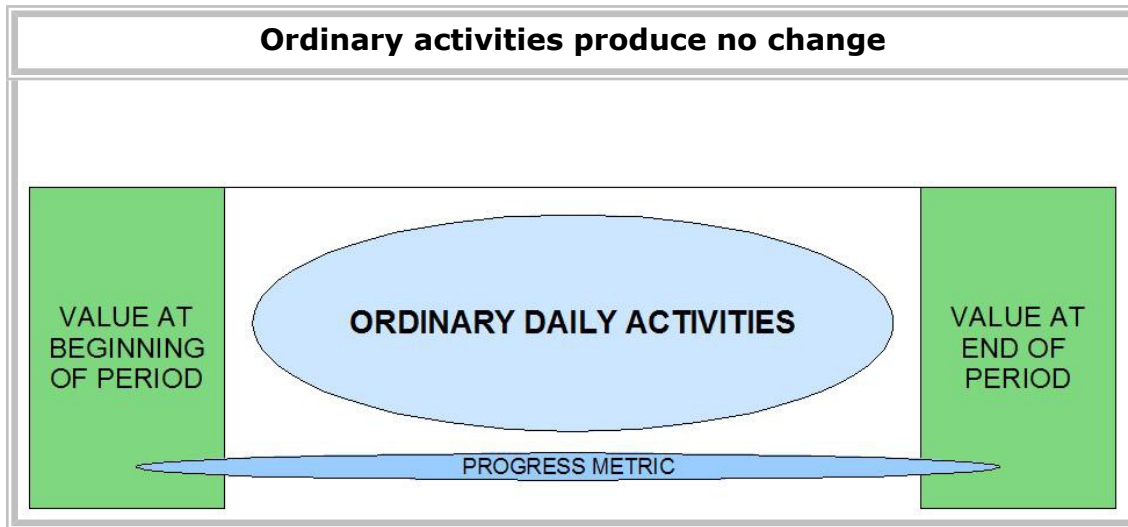 Ordinary activities produce no change
VALUE AT
BEGINNING
OF PERIOD
ORDINARY DAILY ACTIVITIES
VALUE AT
END OF
PERIOD
PROGRESS METRIC